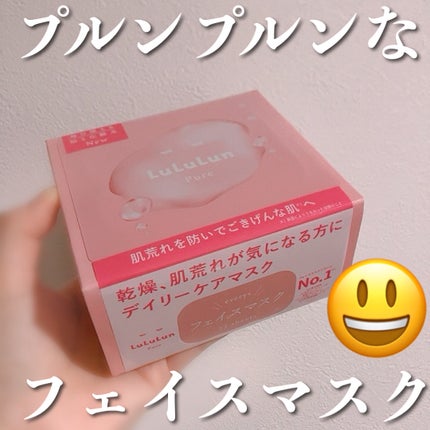 プルンプルンな
New
LuLuLun
Pure
肌荒れを防いでごきげんな肌へ
乾燥、肌荒れが気になる方に
デイリーケアマスク
No.1
LuLuLun
Pure
フェイスマスク
フェイスマスク